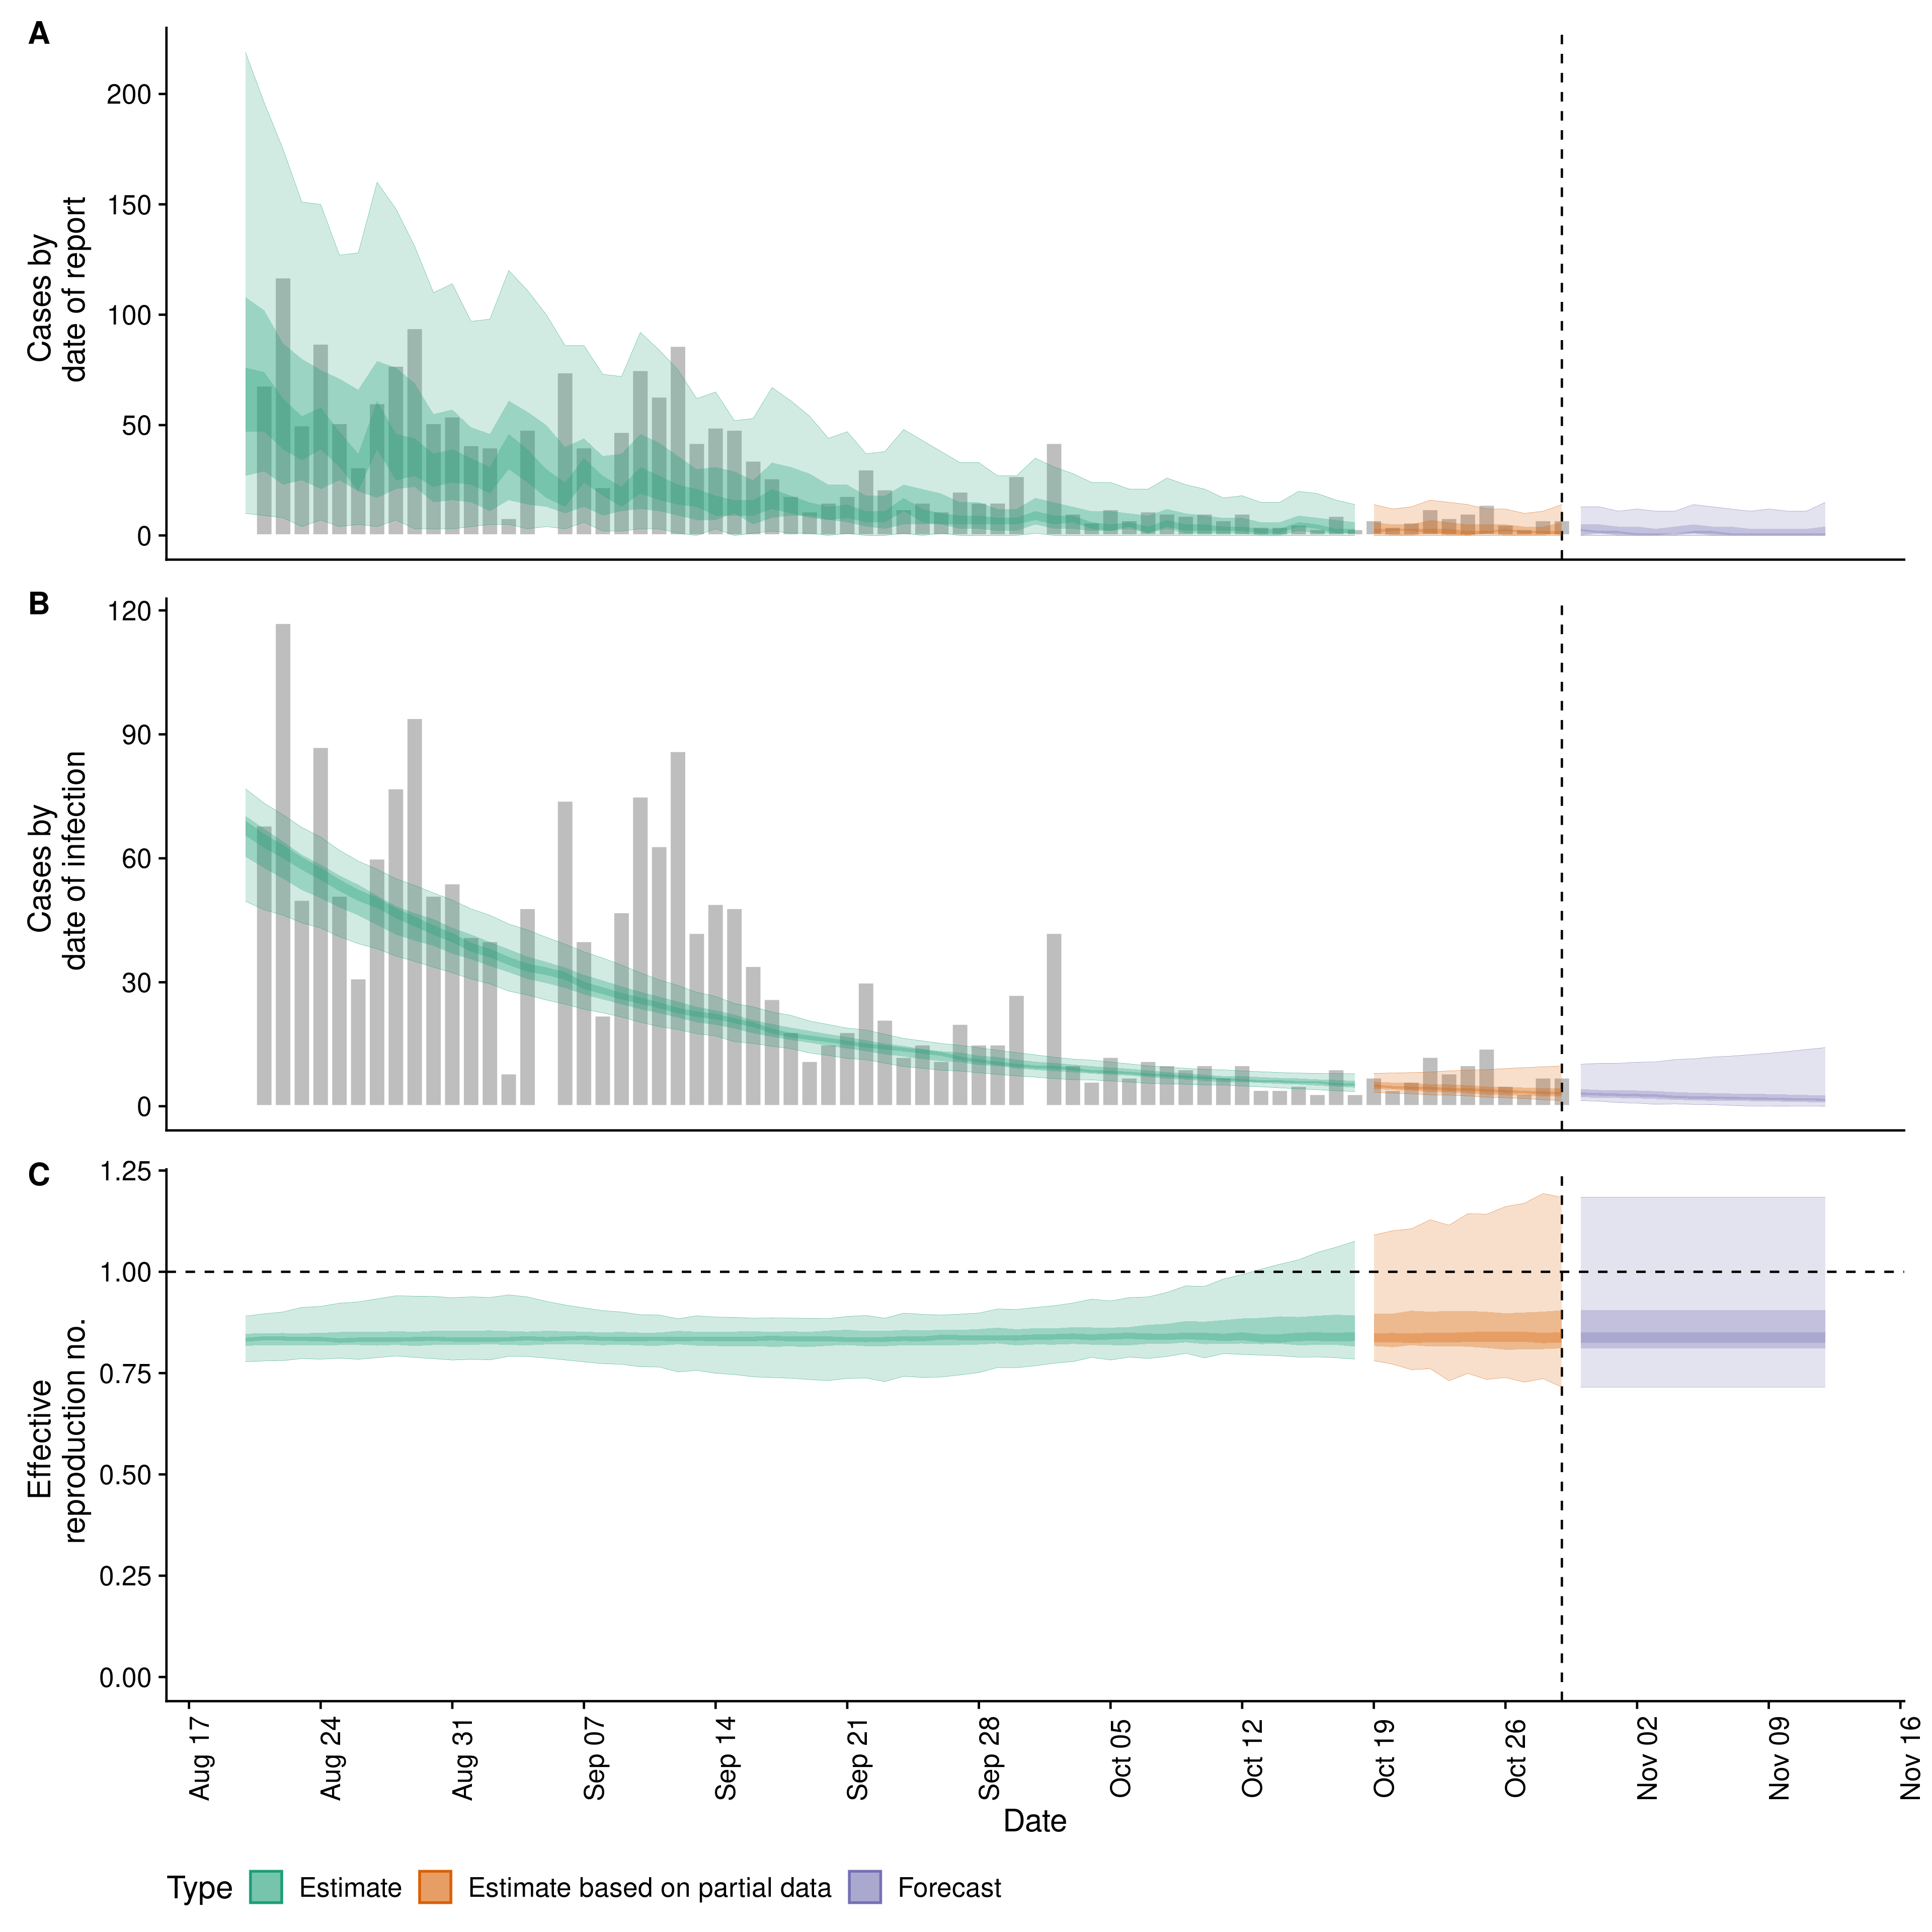 A
200
150
100
50
0
Cases by
date of report
B
120
90
60
30
0
Cases by
date of infection
C
1.25
1.00
0.75
0.50
0.25
0.00
Effective
reproduction no.
Aug 17
Aug 24
Aug 31
Sep 07
Sep 14
Sep 21
Sep 28
Oct 05
Oct 12
Oct 19
Oct 26
Nov 02
Nov 09
Nov 16
Date
Type Estimate Estimate based on partial data Forecast